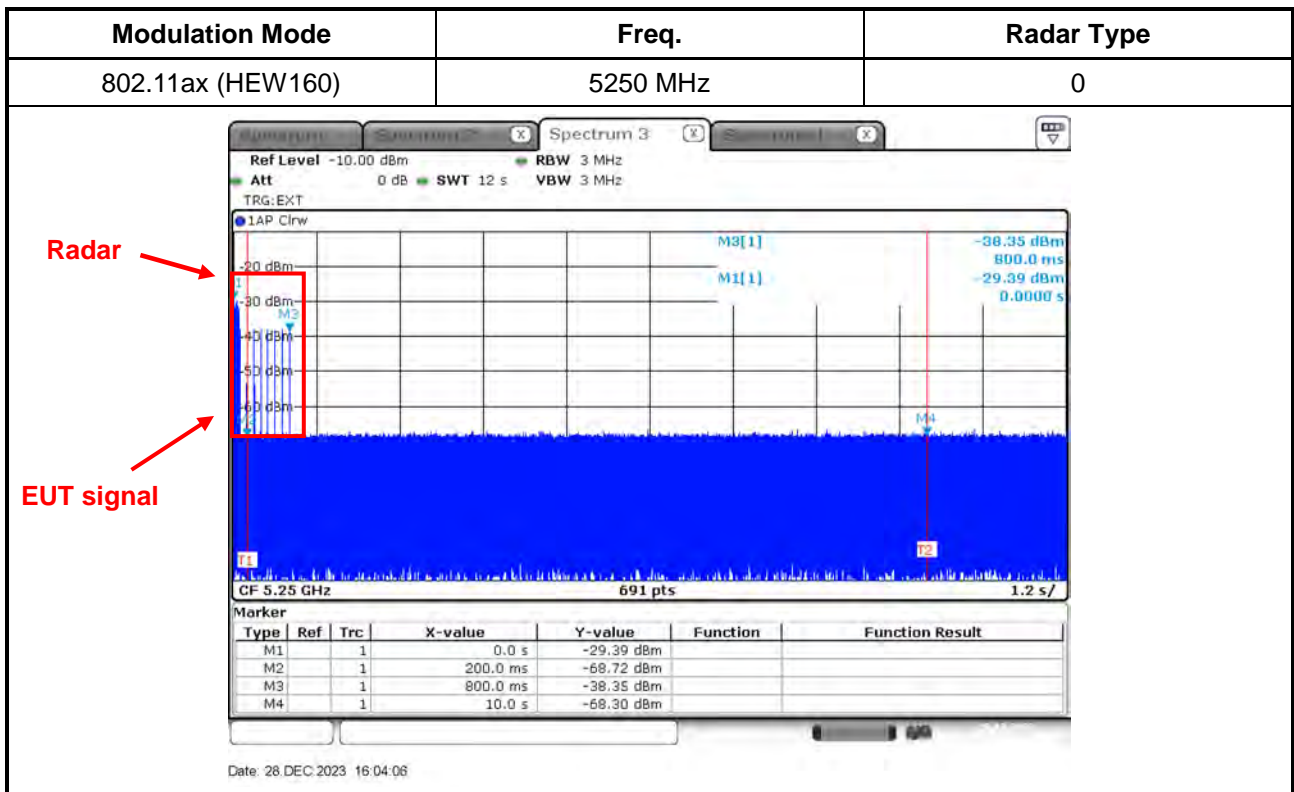 Modulation Mode Freq. Radar Type
802.11ax (HEW160) 5250 MHz 0
Spectrum 3
Ref Level -10.00 dBm RBW 3 MHz
Att 0 dB SWT 12 s VBW 3 MHz
TRG:EXT
1AP Clrw
M3[1] -38.35 dBm
800.0 ms
M1[1] -29.39 dBm
0.0000 s
Radar
-20 dBm
-30 dBm
M3
-40 dBm
-50 dBm
-60 dBm
M4
EUT signal
T1
T2
CF 5.25 GHz 691 pts 1.2 s/
Marker
Type Ref Trc X-value Y-value Function Function Result
M1 1 0.0 s -29.39 dBm
M2 1 200.0 ms -68.72 dBm
M3 1 800.0 ms -38.35 dBm
M4 1 10.0 s -68.30 dBm
Date: 28.DEC.2023 16:04:06